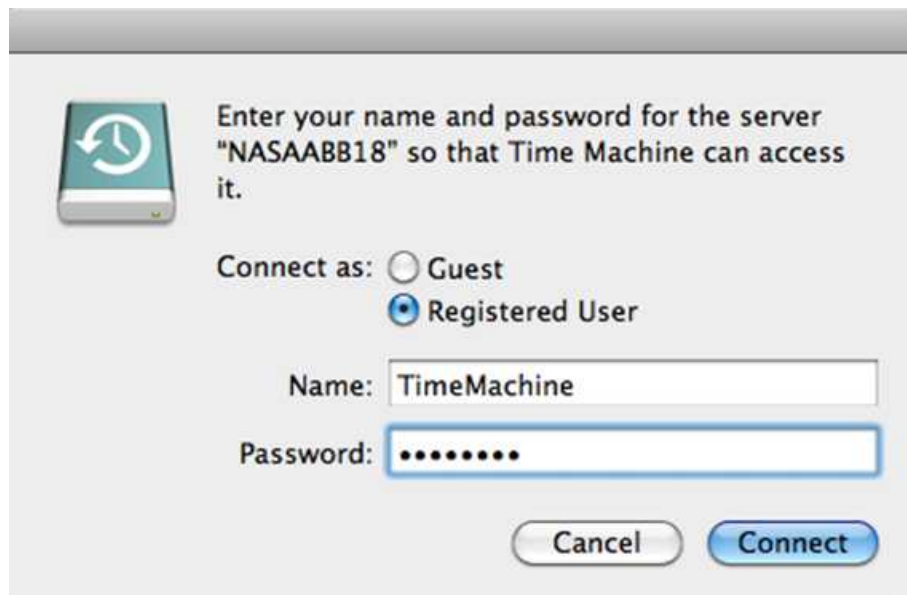 Enter your name and password for the server
“NASAABB18” so that Time Machine can access
it.
Connect as: Guest
Registered User
Name: TimeMachine
Password: ••••••••
Cancel Connect